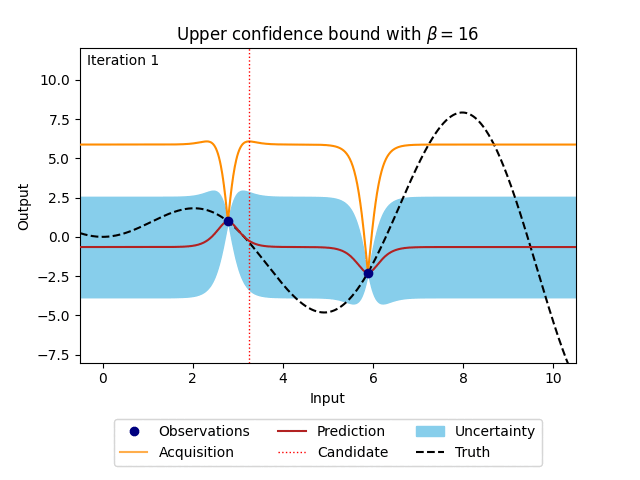 Upper confidence bound with β = 16
Iteration 1
10.0
7.5
5.0
2.5
0.0
−2.5
−5.0
−7.5
Output
0 2 4 6 8 10
Input
Observations Prediction Uncertainty
Acquisition Candidate Truth